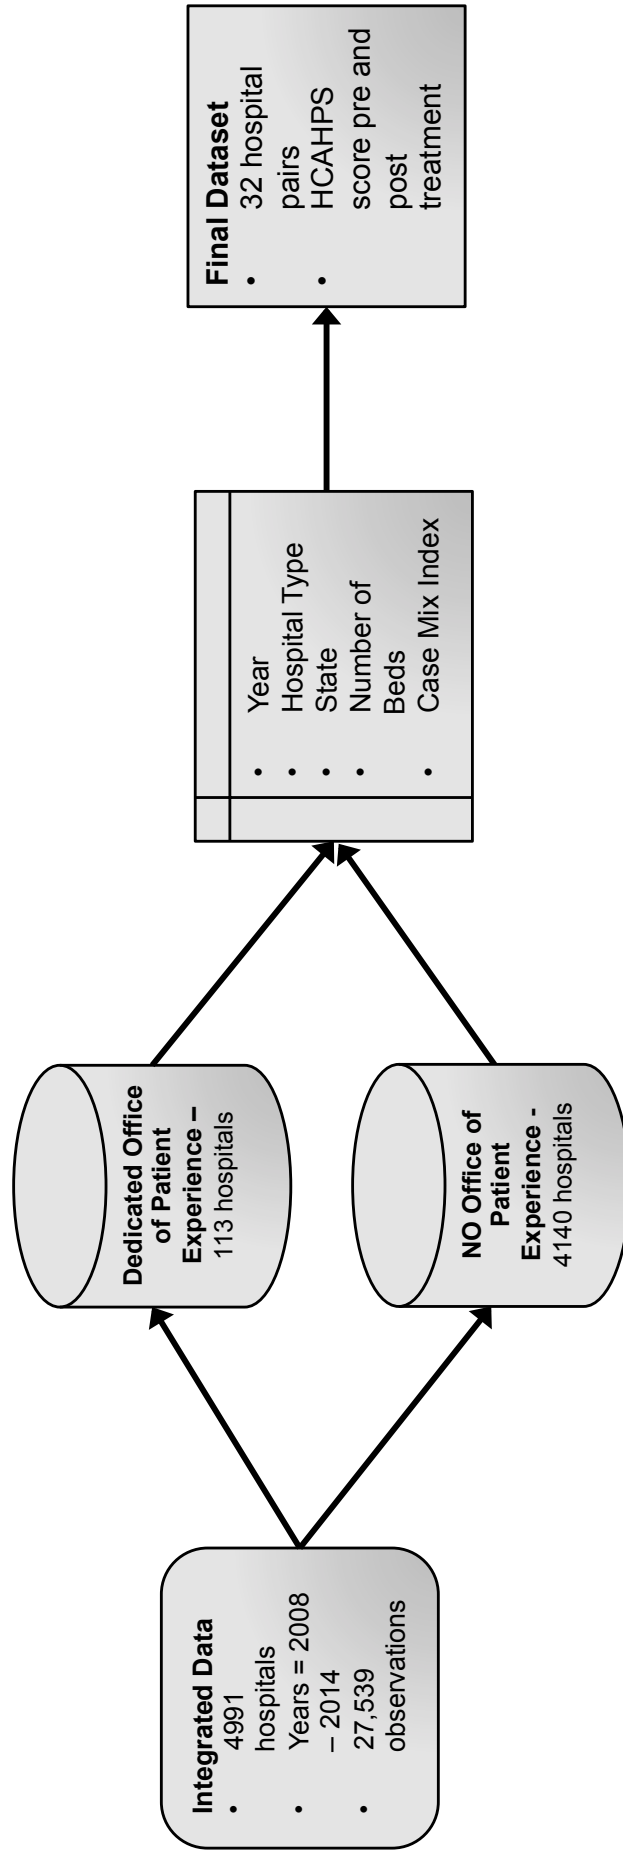 Integrated Data
• 4991
hospitals
• Years = 2008
– 2014
• 27,539
observations
Dedicated Office
of Patient
Experience –
113 hospitals
NO Office of
Patient
Experience -
4140 hospitals
• Year
• Hospital Type
• State
• Number of
Beds
• Case Mix Index
Final Dataset
• 32 hospital
pairs
• HCAHPS
score pre and
post
treatment